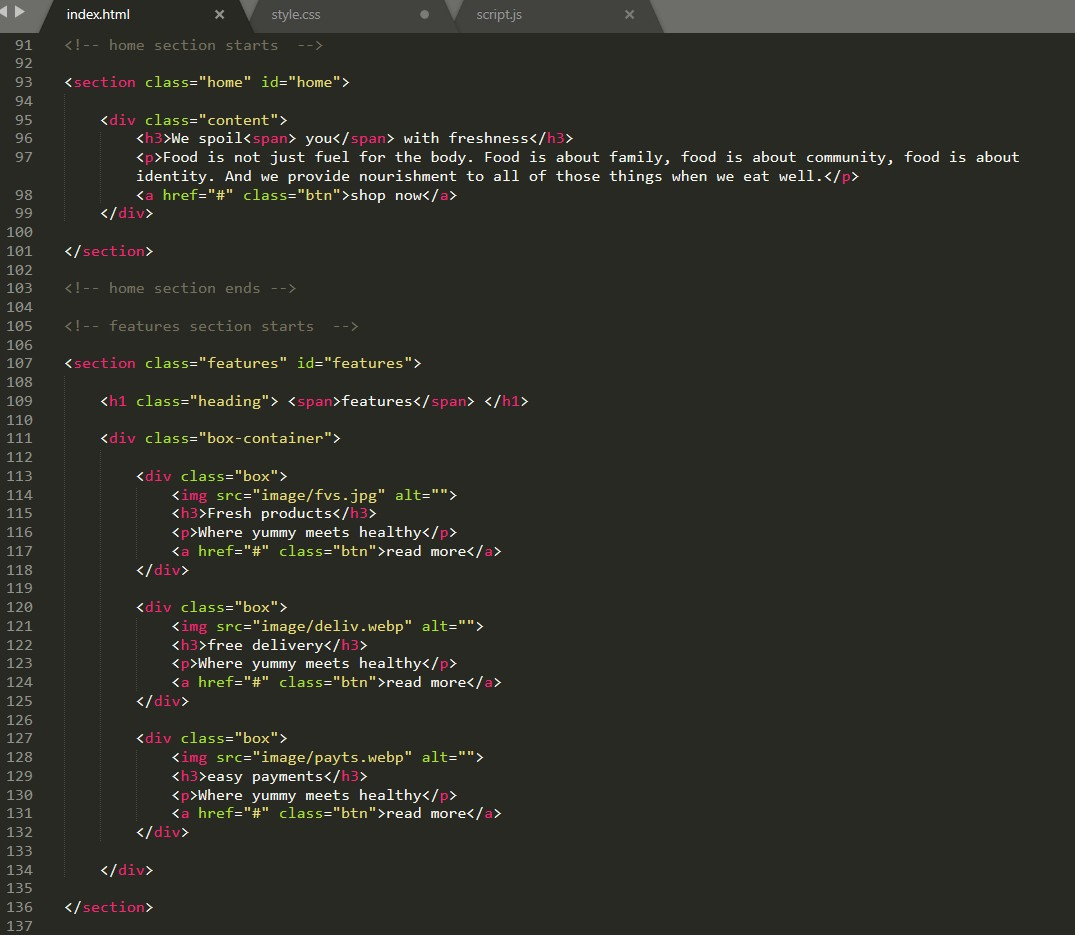 index.html × style.css script.js ×
91 <!-- home section starts  -->
92
93 <section class="home" id="home">
94
95     <div class="content">
96         <h3>We spoil<span> you</span> with freshness</h3>
97         <p>Food is not just fuel for the body. Food is about family, food is about community, food is about
identity. And we provide nourishment to all of those things when we eat well.</p>
98         <a href="#" class="btn">shop now</a>
99     </div>
100
101 </section>
102
103 <!-- home section ends -->
104
105 <!-- features section starts  -->
106
107 <section class="features" id="features">
108
109     <h1 class="heading"> <span>features</span> </h1>
110
111     <div class="box-container">
112
113         <div class="box">
114             <img src="image/fvs.jpg" alt="">
115             <h3>Fresh products</h3>
116             <p>Where yummy meets healthy</p>
117             <a href="#" class="btn">read more</a>
118         </div>
119
120         <div class="box">
121             <img src="image/deliv.webp" alt="">
122             <h3>free delivery</h3>
123             <p>Where yummy meets healthy</p>
124             <a href="#" class="btn">read more</a>
125         </div>
126
127         <div class="box">
128             <img src="image/payts.webp" alt="">
129             <h3>easy payments</h3>
130             <p>Where yummy meets healthy</p>
131             <a href="#" class="btn">read more</a>
132         </div>
133
134     </div>
135
136 </section>
137